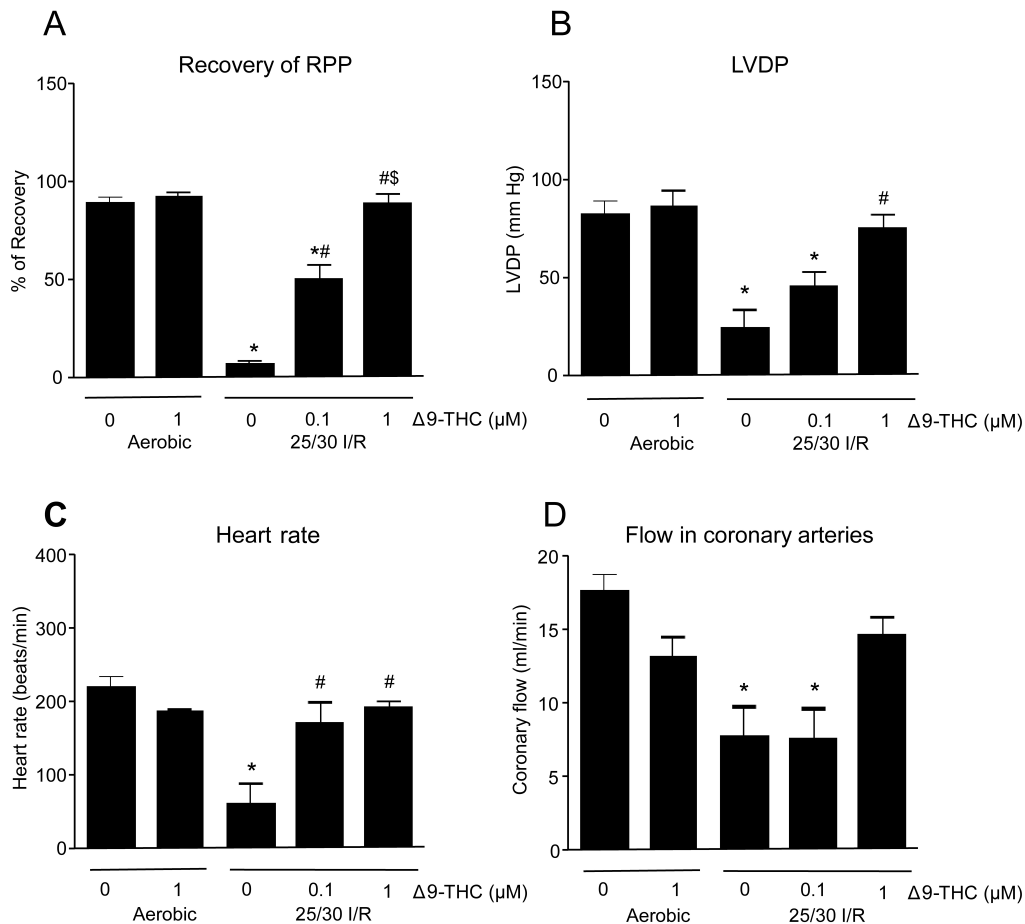 A
Recovery of RPP
150
100
50
0
% of Recovery
*
*#
#$
0 1 0 0.1 1 Δ9-THC (µM)
Aerobic 25/30 I/R
B
LVDP
150
100
50
0
LVDP (mm Hg)
*
*
#
0 1 0 0.1 1 Δ9-THC (µM)
Aerobic 25/30 I/R
C
Heart rate
400
300
200
100
0
Heart rate (beats/min)
*
#
#
0 1 0 0.1 1 Δ9-THC (µM)
Aerobic 25/30 I/R
D
Flow in coronary arteries
20
15
10
5
0
Coronary flow (ml/min)
*
*
0 1 0 0.1 1 Δ9-THC (µM)
Aerobic 25/30 I/R